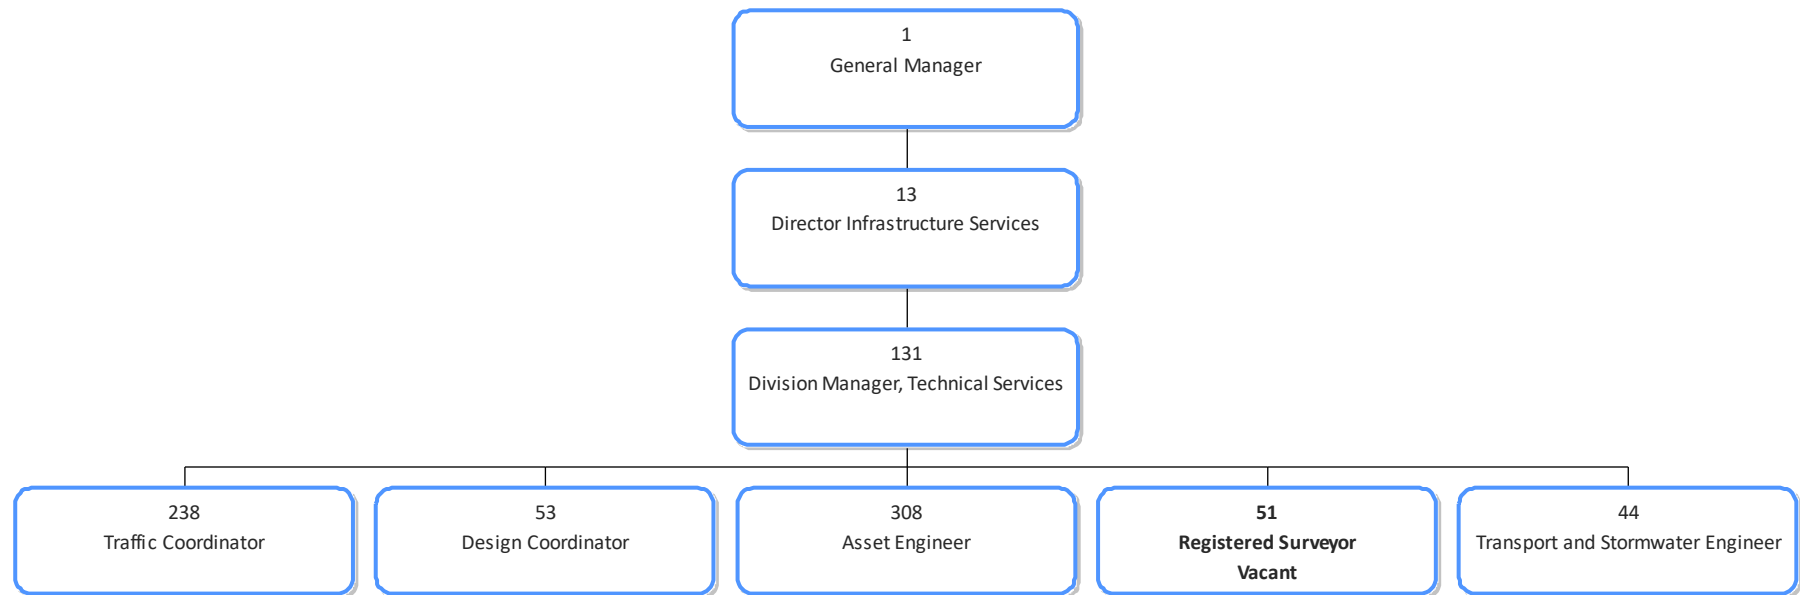 1
General Manager
13
Director Infrastructure Services
131
Division Manager, Technical Services
238
Traffic Coordinator
53
Design Coordinator
308
Asset Engineer
51
Registered Surveyor
Vacant
44
Transport and Stormwater Engineer